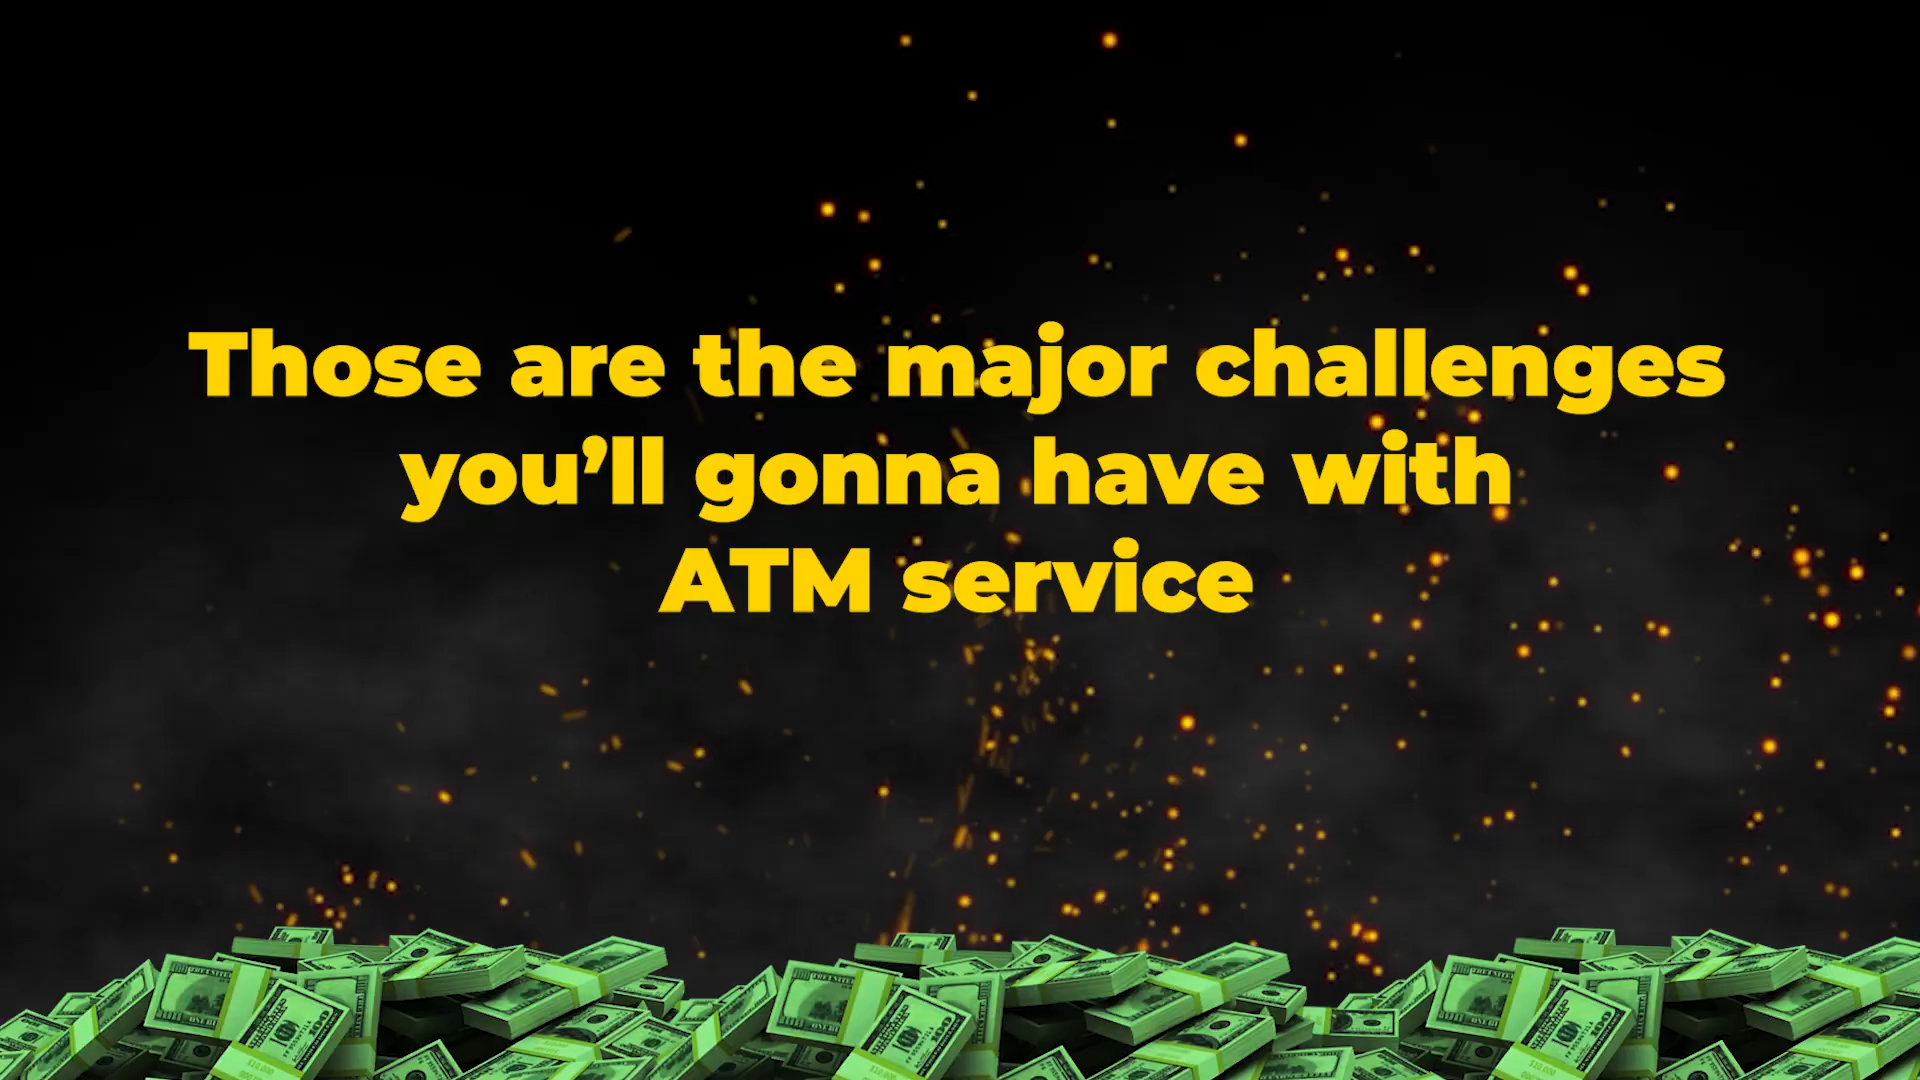 Those are the major challenges
you’ll gonna have with
ATM service